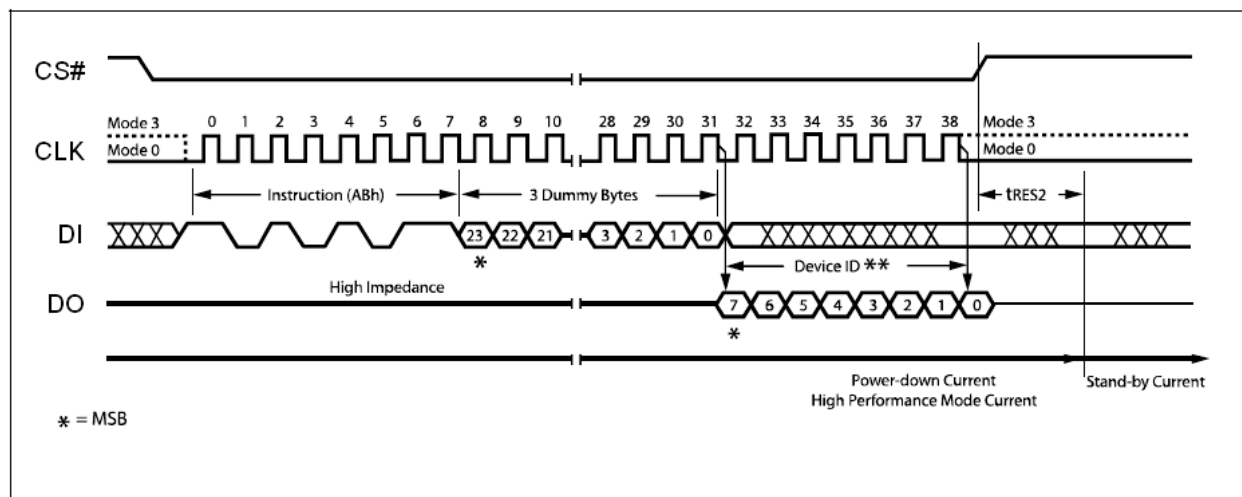 CS#
Mode 3 0 1 2 3 4 5 6 7 8 9 10 28 29 30 31 32 33 34 35 36 37 38 Mode 3
CLK Mode 0 Mode 0
Instruction (ABh) 3 Dummy Bytes tRES2
DI 23 22 21 3 2 1 0
* Device ID **
High Impedance
DO 7 6 5 4 3 2 1 0
*
Power-down Current Stand-by Current
High Performance Mode Current
* = MSB